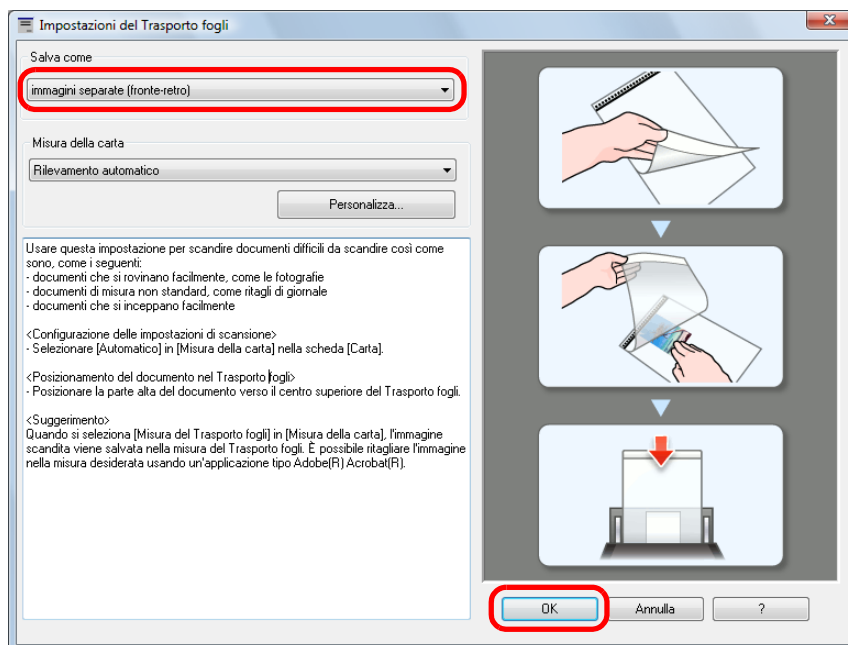 Impostazioni del Trasporto fogli
Salva come
immagini separate (fronte-retro)
Misura della carta
Rilevamento automatico
Personalizza...
Usare questa impostazione per scandire documenti difficili da scandire così come
sono, come i seguenti:
- documenti che si rovinano facilmente, come le fotografie
- documenti di misura non standard, come ritagli di giornale
- documenti che si inceppano facilmente
<Configurazione delle impostazioni di scansione>
- Selezionare [Automatico] in [Misura della carta] nella scheda [Carta].
<Posizionamento del documento nel Trasporto fogli>
- Posizionare la parte alta del documento verso il centro superiore del Trasporto fogli.
<Suggerimento>
Quando si seleziona [Misura del Trasporto fogli] in [Misura della carta], l'immagine
scandita viene salvata nella misura del Trasporto fogli. È possibile ritagliare l'immagine
nella misura desiderata usando un'applicazione tipo Adobe(R) Acrobat(R).
OK
Annulla
?